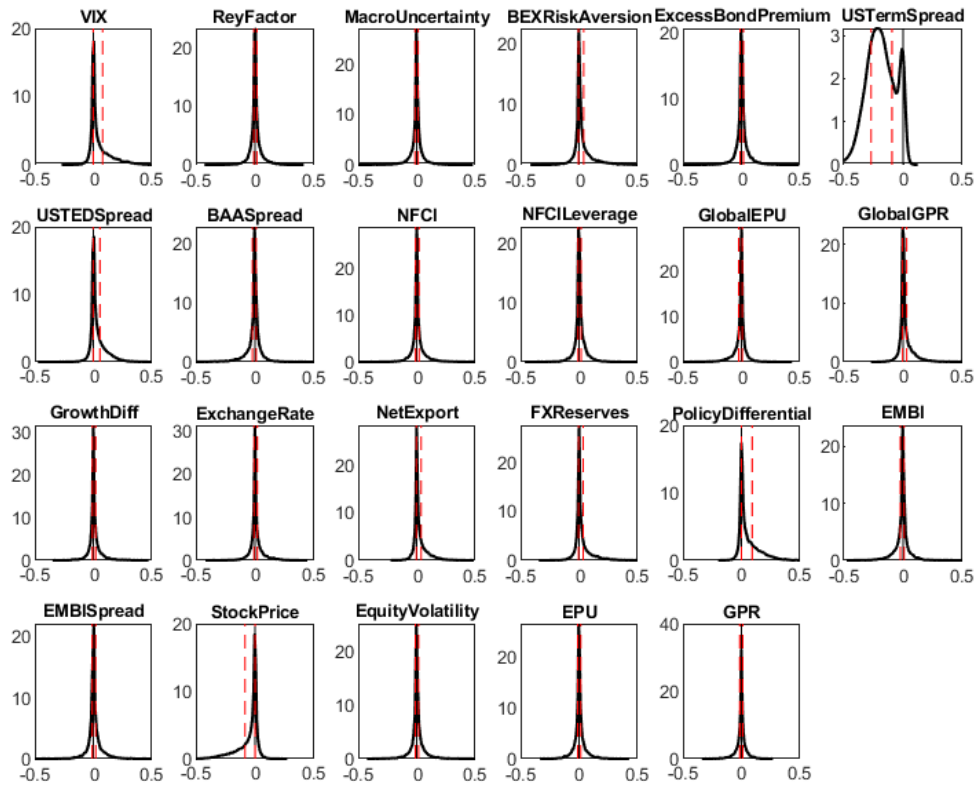 VIX ReyFactor MacroUncertainty BEXRiskAversion ExcessBondPremium USTermSpread
20 20 20 20 20 3
10 10 10 10 10 2
1
0 0 0 0 0 0
-0.5 0 0.5 -0.5 0 0.5 -0.5 0 0.5 -0.5 0 0.5 -0.5 0 0.5 -0.5 0 0.5
USTEDSpread BAASpread NFCI NFCILeverage GlobalEPU GlobalGPR
20 20 20 20 20 20
10 10 10 10 10 10
0 0 0 0 0 0
-0.5 0 0.5 -0.5 0 0.5 -0.5 0 0.5 -0.5 0 0.5 -0.5 0 0.5 -0.5 0 0.5
GrowthDiff ExchangeRate NetExport FXReserves PolicyDifferential EMBI
30 30 20 20 20 20
20 20 10 10 10 10
10 10
0 0 0 0 0 0
-0.5 0 0.5 -0.5 0 0.5 -0.5 0 0.5 -0.5 0 0.5 -0.5 0 0.5 -0.5 0 0.5
EMBISpread StockPrice EquityVolatility EPU GPR
20 20 20 20 40
10 10 10 10 20
0 0 0 0 0
-0.5 0 0.5 -0.5 0 0.5 -0.5 0 0.5 -0.5 0 0.5 -0.5 0 0.5